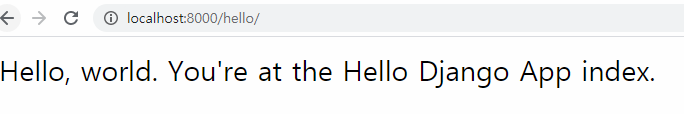 localhost:8000/hello/
Hello, world. You're at the Hello Django App index.